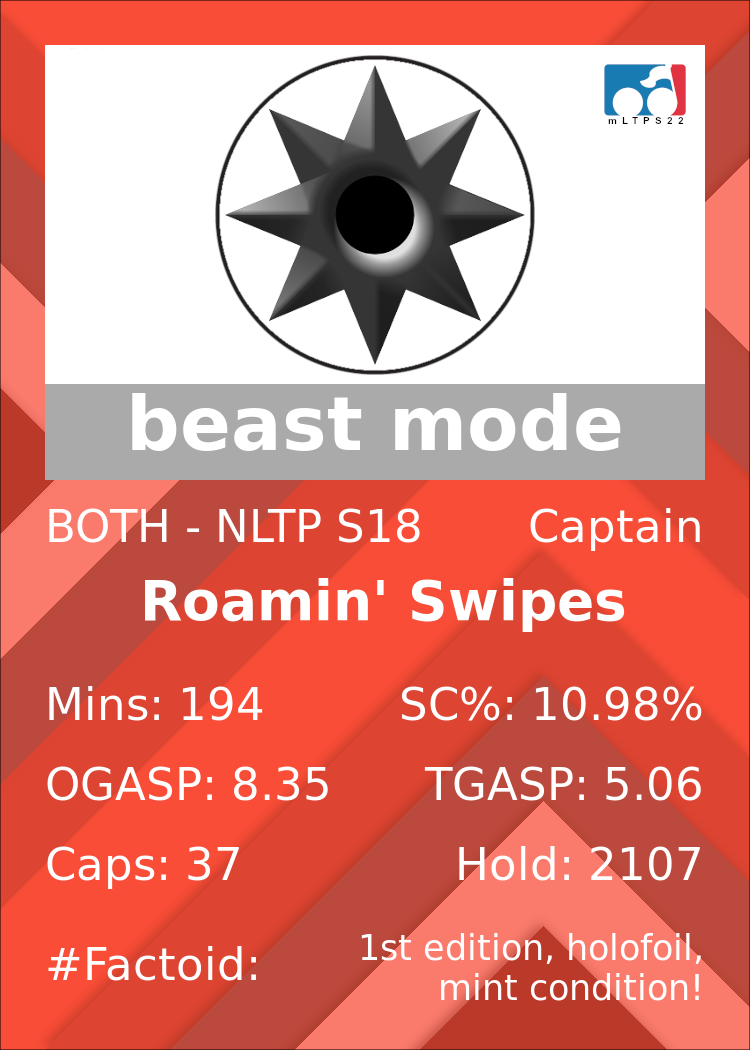 mLTPS22
beast mode
BOTH - NLTP S18 Captain
Roamin' Swipes
Mins: 194 SC%: 10.98%
OGASP: 8.35 TGASP: 5.06
Caps: 37 Hold: 2107
#Factoid: 1st edition, holofoil,
mint condition!